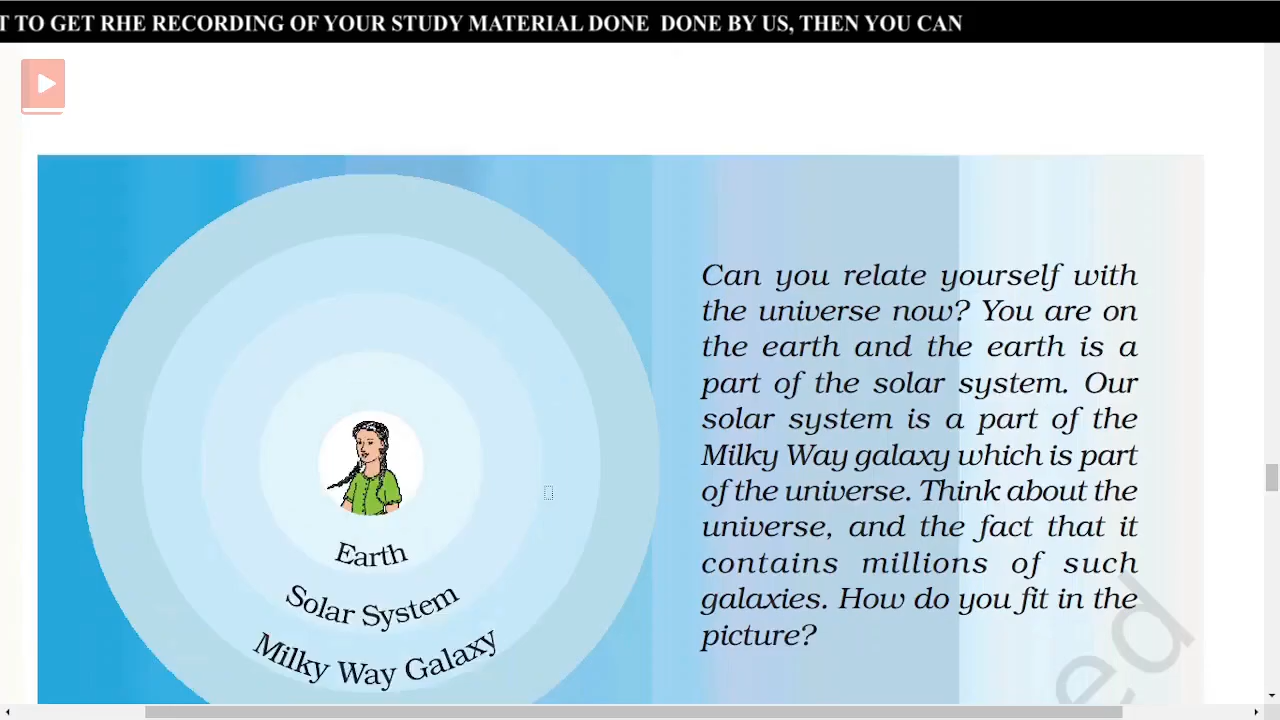 T TO GET RHE RECORDING OF YOUR STUDY MATERIAL DONE  DONE BY US, THEN YOU CAN
Can you relate yourself with
the universe now? You are on
the earth and the earth is a
part of the solar system. Our
solar system is a part of the
Milky Way galaxy which is part
of the universe. Think about the
universe, and the fact that it
contains millions of such
galaxies. How do you fit in the
picture?
Earth
Solar System
Milky Way Galaxy
ed